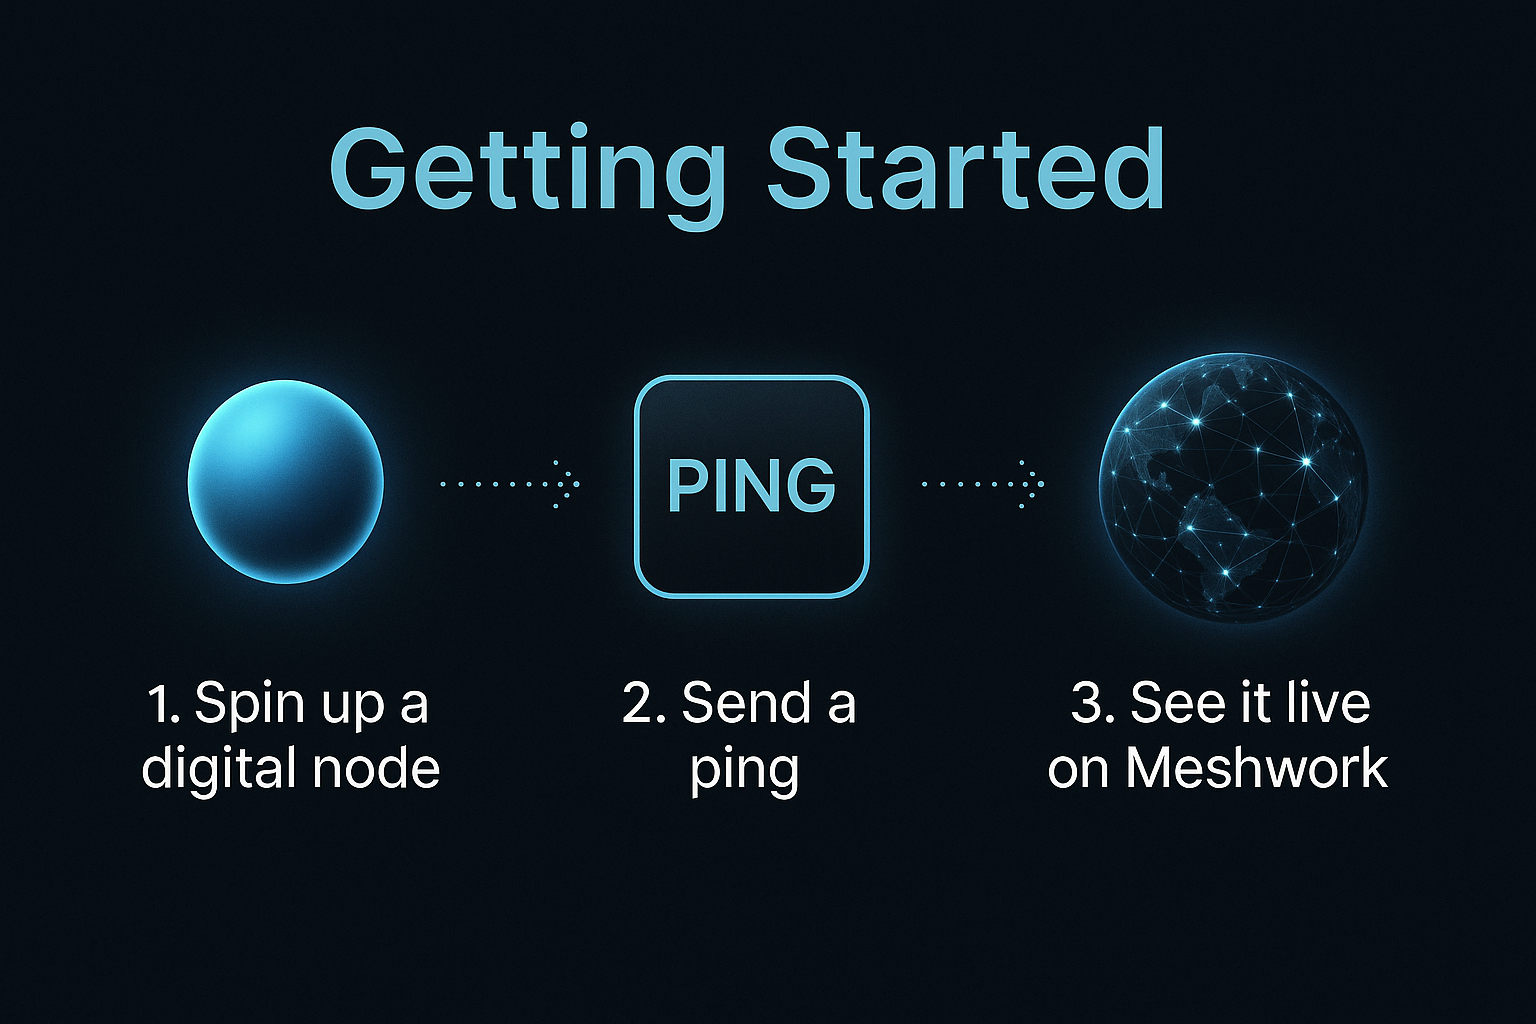 Getting Started
PING
1. Spin up a
digital node
2. Send a
ping
3. See it live
on Meshwork